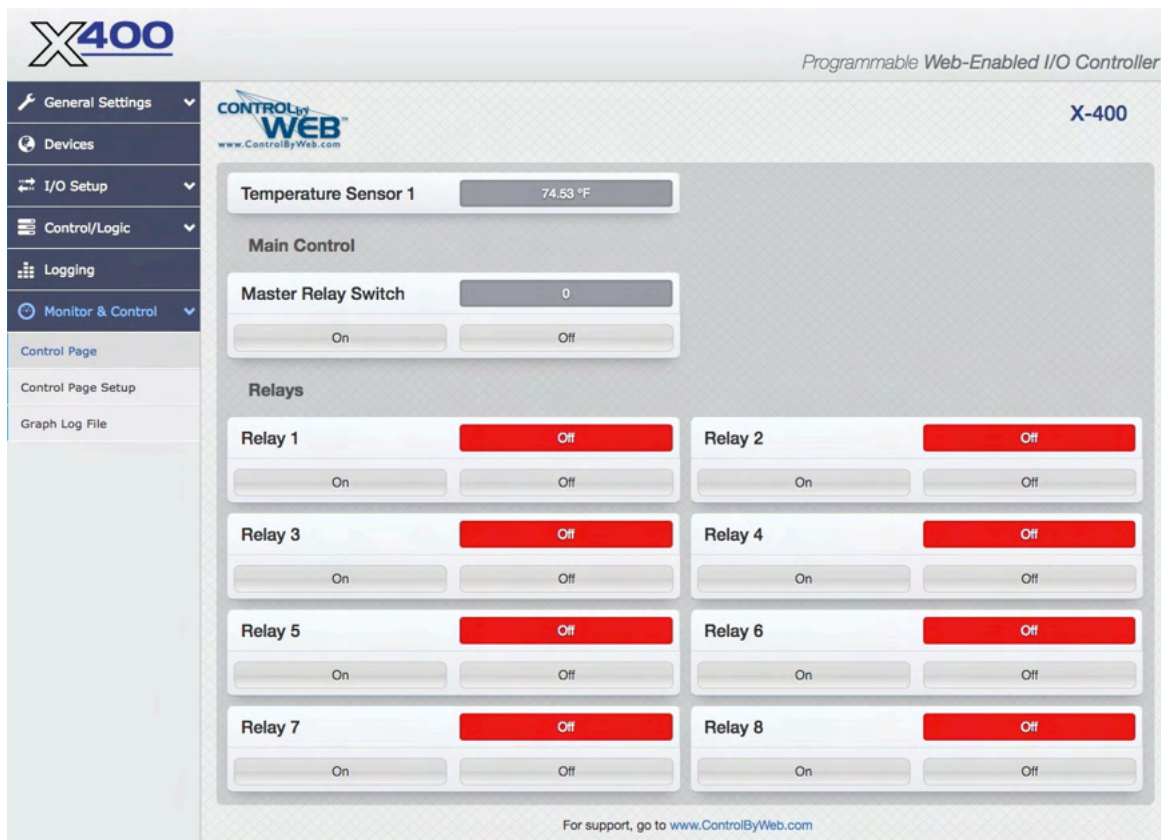 X400
Programmable Web-Enabled I/O Controller
General Settings
Devices
I/O Setup
Control/Logic
Logging
Monitor & Control
Control Page
Control Page Setup
Graph Log File
CONTROL by
WEB™
www.ControlByWeb.com
X-400
Temperature Sensor 1 74.53 °F
Main Control
Master Relay Switch 0
On Off
Relays
Relay 1 Off Relay 2 Off
On Off On Off
Relay 3 Off Relay 4 Off
On Off On Off
Relay 5 Off Relay 6 Off
On Off On Off
Relay 7 Off Relay 8 Off
On Off On Off
For support, go to www.ControlByWeb.com